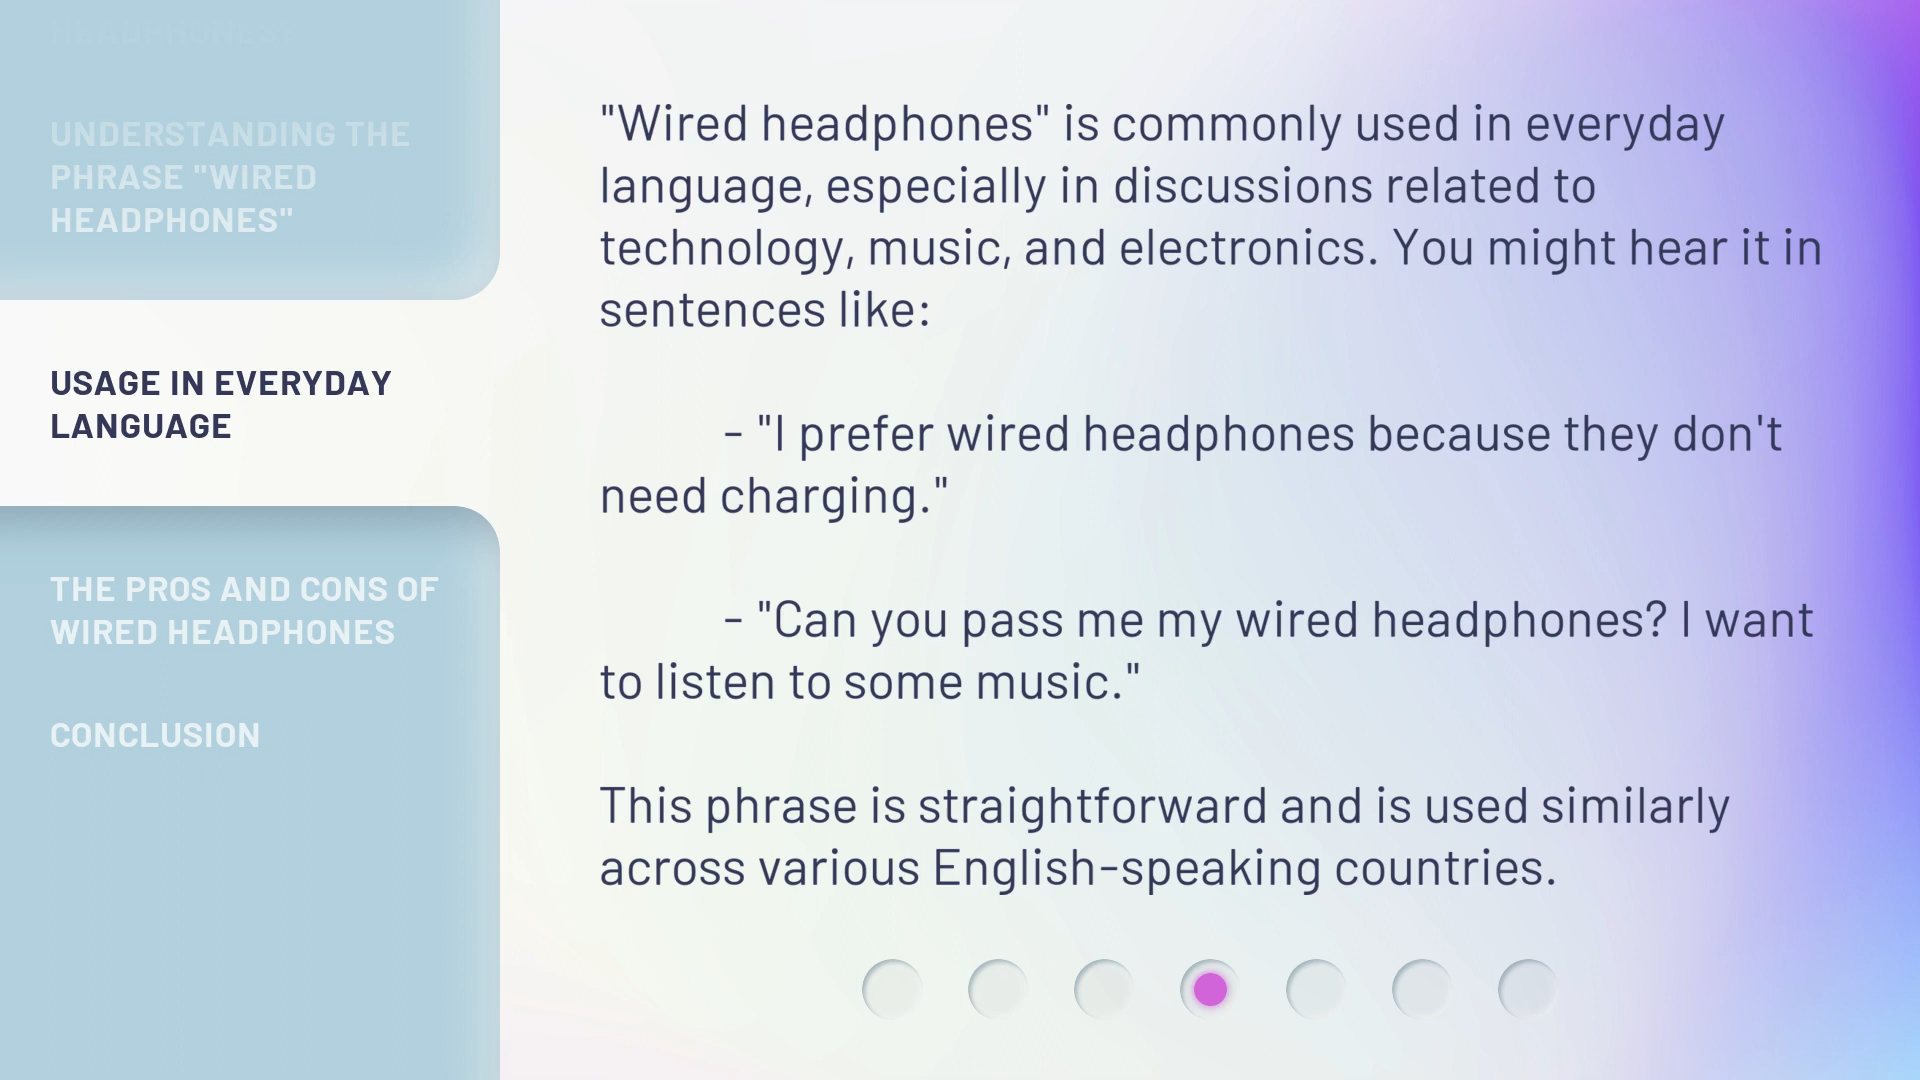 HEADPHONES?
UNDERSTANDING THE
PHRASE "WIRED
HEADPHONES"
USAGE IN EVERYDAY
LANGUAGE
THE PROS AND CONS OF
WIRED HEADPHONES
CONCLUSION
"Wired headphones" is commonly used in everyday
language, especially in discussions related to
technology, music, and electronics. You might hear it in
sentences like:
- "I prefer wired headphones because they don't
need charging."
- "Can you pass me my wired headphones? I want
to listen to some music."
This phrase is straightforward and is used similarly
across various English-speaking countries.